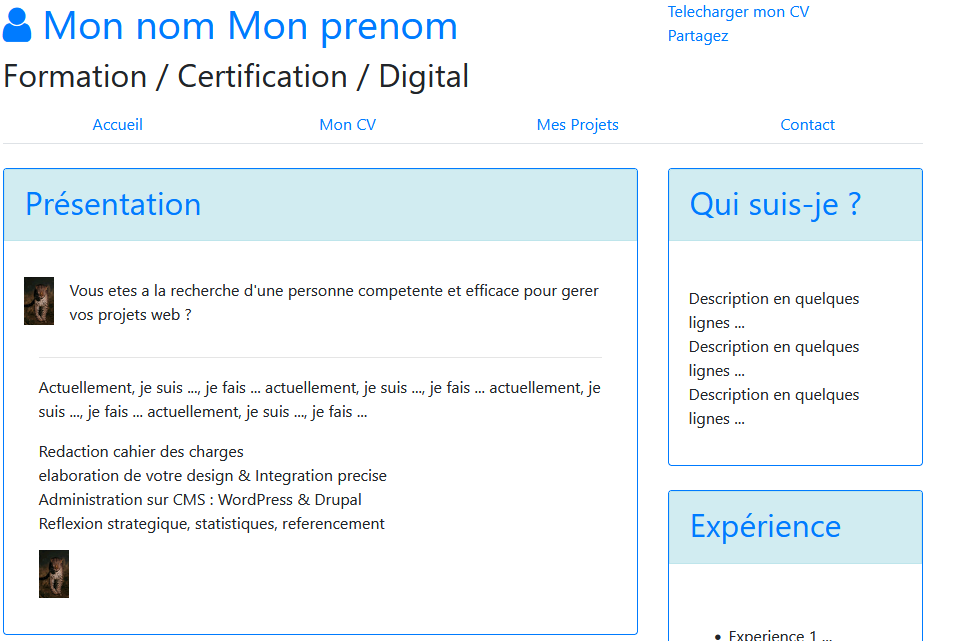 Mon nom Mon prenom
Telecharger mon CV
Partagez
Formation / Certification / Digital
Accueil
Mon CV
Mes Projets
Contact
Présentation
Vous etes a la recherche d'une personne competente et efficace pour gerer
vos projets web ?
Actuellement, je suis ..., je fais ... actuellement, je suis ..., je fais ... actuellement, je
suis ..., je fais ... actuellement, je suis ..., je fais ...
Redaction cahier des charges
elaboration de votre design & Integration precise
Administration sur CMS : WordPress & Drupal
Reflexion strategique, statistiques, referencement
Qui suis-je ?
Description en quelques
lignes ...
Description en quelques
lignes ...
Description en quelques
lignes ...
Expérience
Experience 1 ...